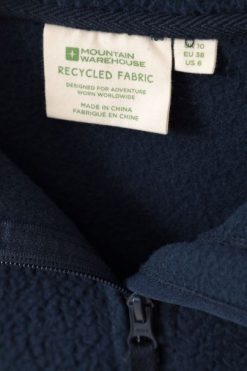 MOUNTAIN
WAREHOUSE
RECYCLED FABRIC
DESIGNED FOR ADVENTURE
WORN WORLDWIDE
MADE IN CHINA
FABRIQUÉ EN CHINE
10
EU 38
US 6